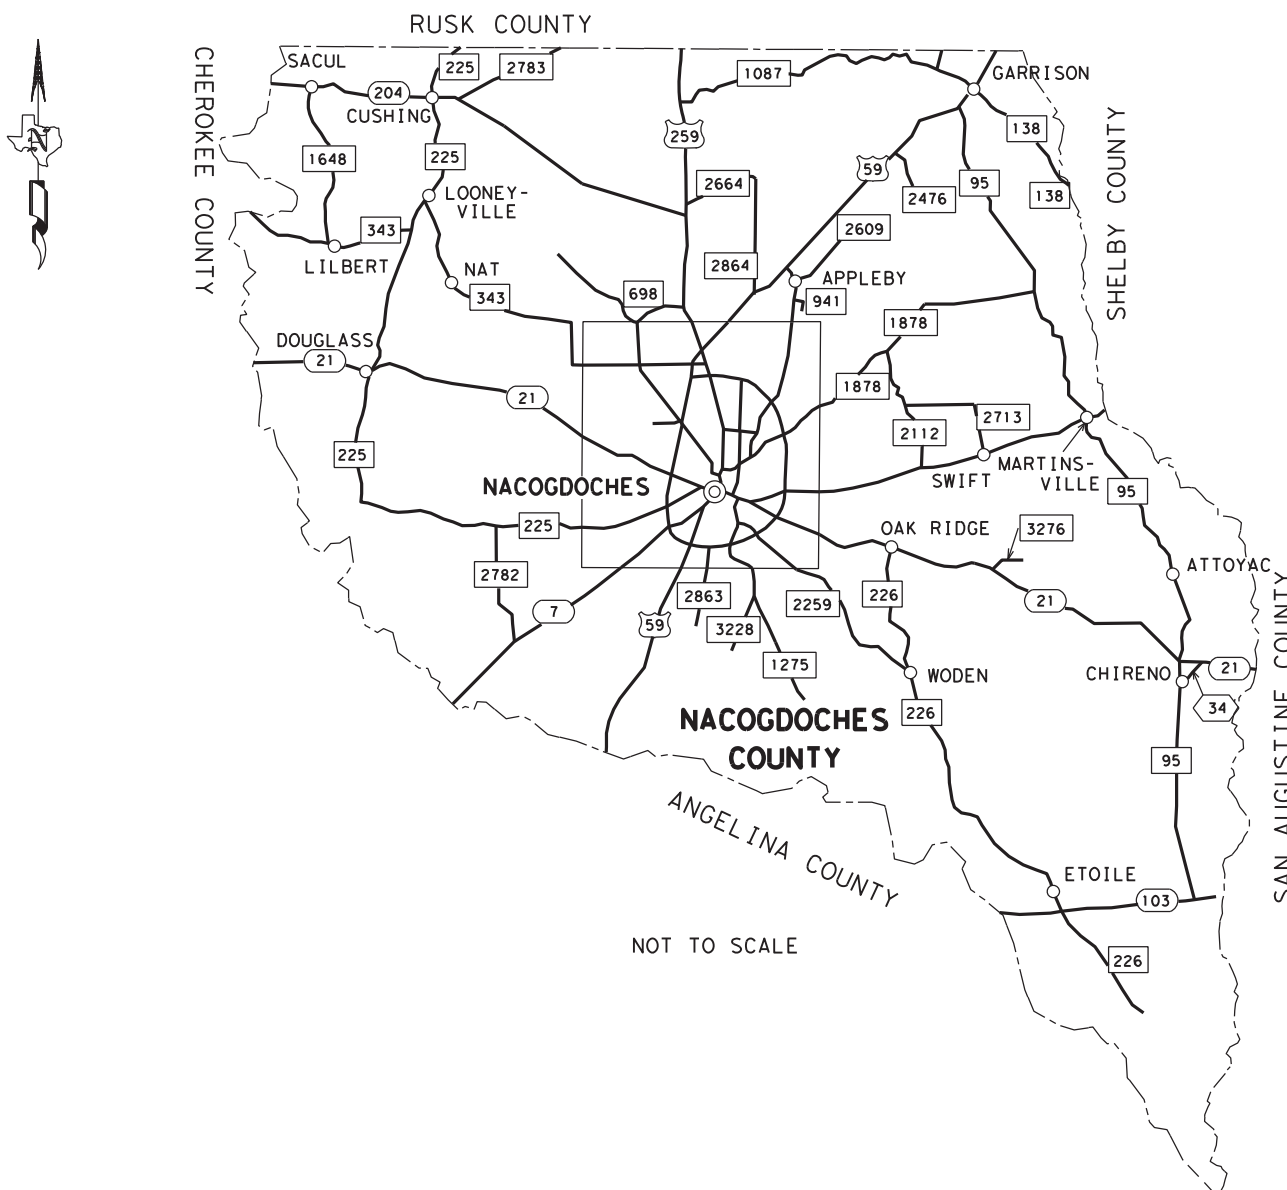 RUSK COUNTY
CHEROKEE COUNTY
SHELBY COUNTY
SACUL
225
2783
1087
GARRISON
204
CUSHING
259
138
1648
225
59
2664
2476
95
138
LOONEY-
VILLE
343
2609
LILBERT
NAT
2864
APPLEBY
343
698
941
1878
DOUGLASS
21
21
1878
2713
2112
225
MARTINS-
VILLE
SWIFT
NACOGDOCHES
95
225
OAK RIDGE
3276
2782
ATTOYAC
2863
2259
226
21
7
59
3228
1275
WODEN
CHIRENO
21
34
226
NACOGDOCHES
COUNTY
95
SAN AUGUSTINE COUNTY
ANGELINA COUNTY
ETOILE
103
NOT TO SCALE
226
N